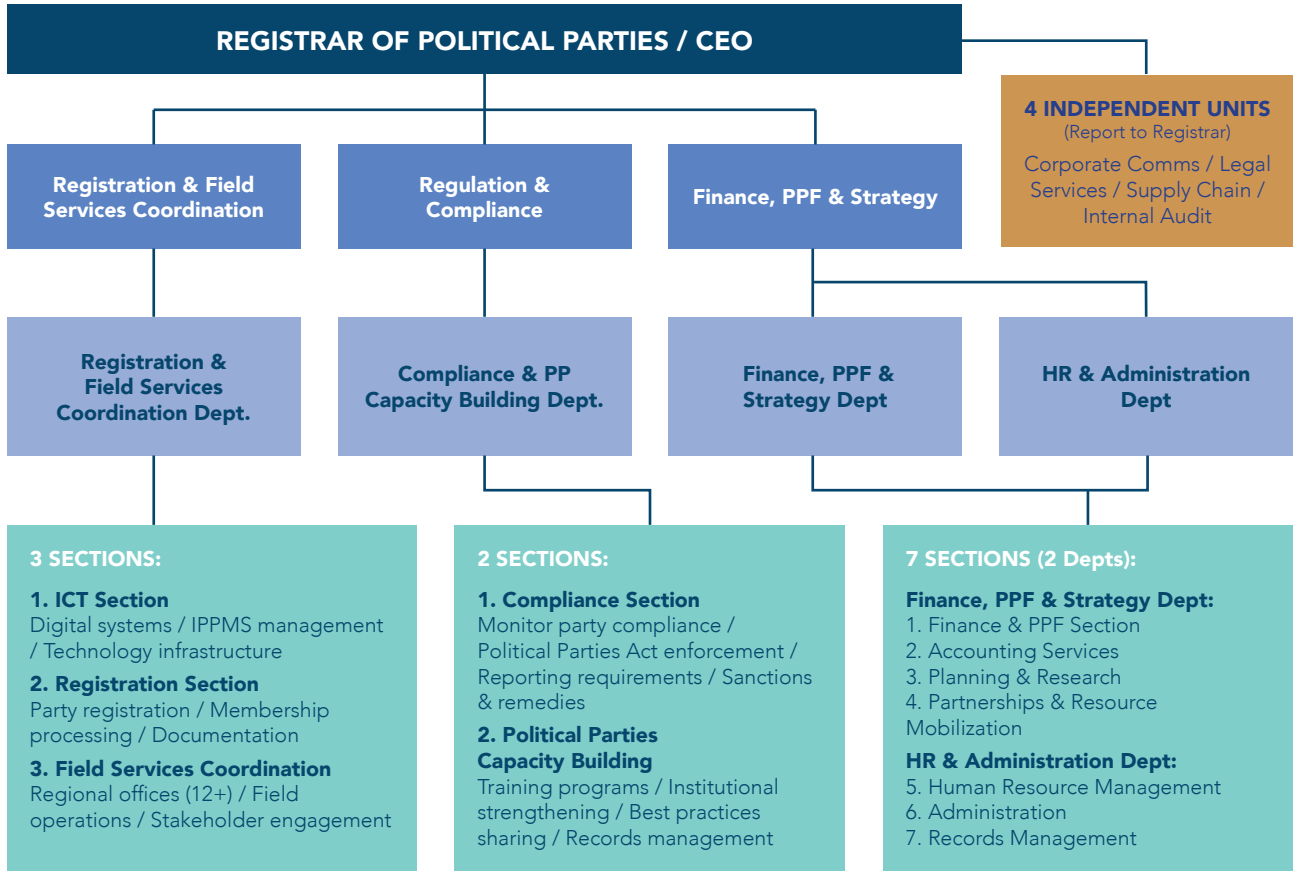 REGISTRAR OF POLITICAL PARTIES / CEO
4 INDEPENDENT UNITS
(Report to Registrar)
Corporate Comms / Legal
Services / Supply Chain /
Internal Audit
Registration & Field
Services Coordination
Regulation &
Compliance
Finance, PPF & Strategy
Registration &
Field Services
Coordination Dept.
Compliance & PP
Capacity Building Dept.
Finance, PPF &
Strategy Dept
HR & Administration
Dept
3 SECTIONS:
1. ICT Section
Digital systems / IPPMS management
/ Technology infrastructure
2. Registration Section
Party registration / Membership
processing / Documentation
3. Field Services Coordination
Regional offices (12+) / Field
operations / Stakeholder engagement
2 SECTIONS:
1. Compliance Section
Monitor party compliance /
Political Parties Act enforcement /
Reporting requirements / Sanctions
& remedies
2. Political Parties
Capacity Building
Training programs / Institutional
strengthening / Best practices
sharing / Records management
7 SECTIONS (2 Depts):
Finance, PPF & Strategy Dept:
1. Finance & PPF Section
2. Accounting Services
3. Planning & Research
4. Partnerships & Resource
Mobilization
HR & Administration Dept:
5. Human Resource Management
6. Administration
7. Records Management